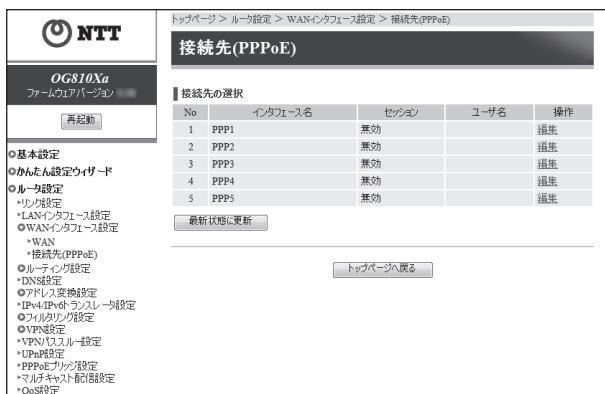 NTT
OG810Xa
ファームウェアバージョン
再起動
基本設定
かんたん設定ウィザード
ルータ設定
リンク設定
LANインタフェース設定
WANインタフェース設定
WAN
接続先(PPPoE)
ルーティング設定
DNS設定
アドレス変換設定
IPv4/IPv6トランスレータ設定
フィルタリング設定
VPN設定
VPNパススルー設定
UPnP設定
PPPoEブリッジ設定
マルチキャスト配信設定
QoS設定
トップページ > ルータ設定 > WANインタフェース設定 > 接続先(PPPoE)
接続先(PPPoE)
接続先の選択
No インタフェース名 セッション ユーザ名 操作
1 PPP1 無効 編集
2 PPP2 無効 編集
3 PPP3 無効 編集
4 PPP4 無効 編集
5 PPP5 無効 編集
最新状態に更新
トップページへ戻る